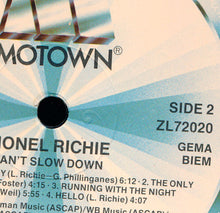 MOTOWN®
SIDE 2
ZL72020
IONEL RICHIE
GEMA
AN'T SLOW DOWN
BIEM
Y (L. Richie—G. Phillinganes) 6:12 · 2. THE ONLY
Foster) 4:15 · 3. RUNNING WITH THE NIGHT
Weil) 5:05 · 4. HELLO (L. Richie) 4:07
man Music (ASCAP)/WB Music (ASCAP)